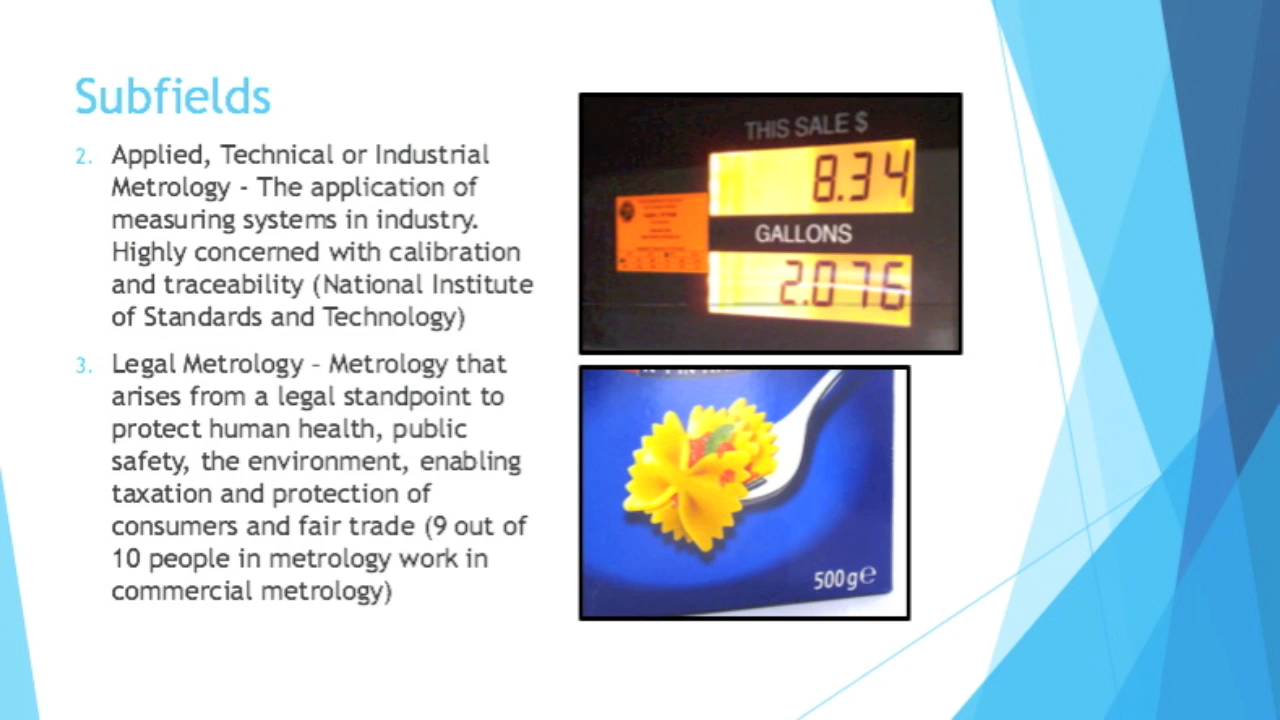 Subfields
2. Applied, Technical or Industrial
Metrology - The application of
measuring systems in industry.
Highly concerned with calibration
and traceability (National Institute
of Standards and Technology)
3. Legal Metrology – Metrology that
arises from a legal standpoint to
protect human health, public
safety, the environment, enabling
taxation and protection of
consumers and fair trade (9 out of
10 people in metrology work in
commercial metrology)
THIS SALE $
8.34
GALLONS
2.076
500g℮